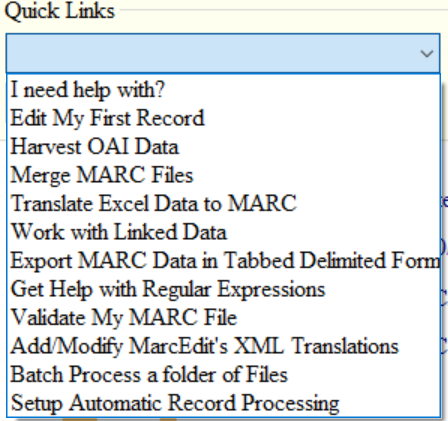 Quick Links
I need help with?
Edit My First Record
Harvest OAI Data
Merge MARC Files
Translate Excel Data to MARC
Work with Linked Data
Export MARC Data in Tabbed Delimited Form
Get Help with Regular Expressions
Validate My MARC File
Add/Modify MarcEdit's XML Translations
Batch Process a folder of Files
Setup Automatic Record Processing